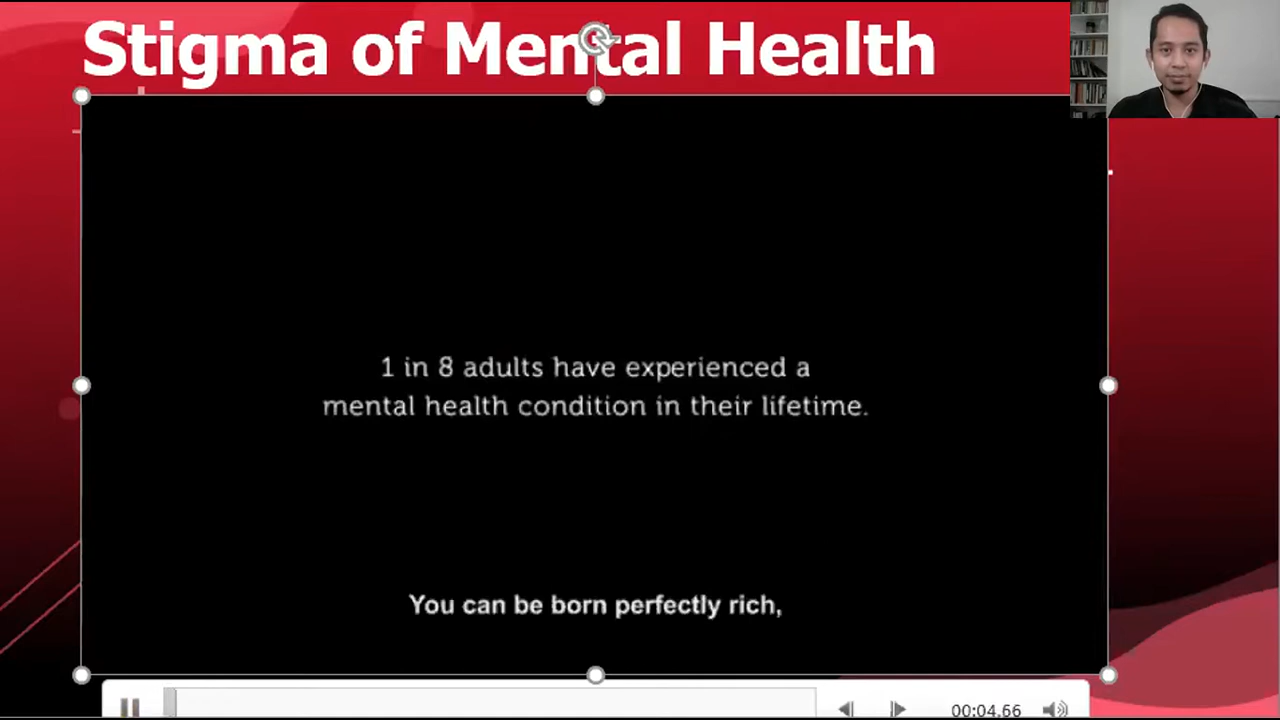 Stigma of Mental Health
1 in 8 adults have experienced a
mental health condition in their lifetime.
You can be born perfectly rich,
00:04.66